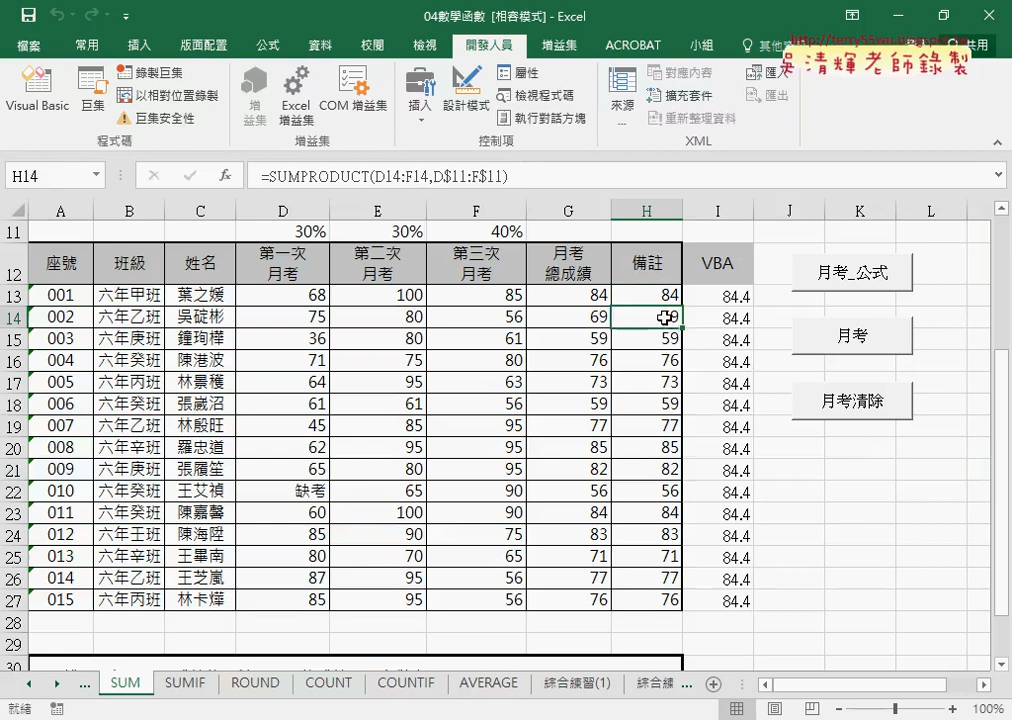 04數學函數 [相容模式] - Excel
http://terry55wu.blogspot.tw
檔案 常用 插入 版面配置 公式 資料 校閱 檢視 開發人員 增益集 ACROBAT 小組 其他 共用
吳清輝老師錄製
Visual Basic 巨集 錄製巨集 以相對位置錄製 巨集安全性 程式碼
增益集 Excel 增益集 COM 增益集 增益集
插入 設計模式 屬性 檢視程式碼 執行對話方塊 控制項
來源... 對應內容 擴充套件 重新整理資料 匯出 XML
H14 =SUMPRODUCT(D14:F14,D$11:F$11)
A B C D E F G H I J K L
11 30% 30% 40%
12 座號 班級 姓名 第一次月考 第二次月考 第三次月考 月考總成績 備註 VBA
13 001 六年甲班 葉之媛 68 100 85 84 84 84.4
14 002 六年乙班 吳碇彬 75 80 56 69 9 84.4
15 003 六年庚班 鐘珣樺 36 80 61 59 59 84.4
16 004 六年癸班 陳港波 71 75 80 76 76 84.4
17 005 六年丙班 林景穫 64 95 63 73 73 84.4
18 006 六年癸班 張崴沼 61 61 56 59 59 84.4
19 007 六年乙班 林殷旺 45 85 95 77 77 84.4
20 008 六年辛班 羅忠道 62 95 95 85 85 84.4
21 009 六年庚班 張履笙 65 80 95 82 82 84.4
22 010 六年癸班 王艾禎 缺考 65 90 56 56 84.4
23 011 六年癸班 陳嘉馨 60 100 90 84 84 84.4
24 012 六年壬班 陳海陞 85 90 75 83 83 84.4
25 013 六年辛班 王畢南 80 70 65 71 71 84.4
26 014 六年乙班 王芝嵐 87 95 56 77 77 84.4
27 015 六年丙班 林卡燁 85 95 56 76 76 84.4
28
29
30
月考_公式
月考
月考清除
... SUM SUMIF ROUND COUNT COUNTIF AVERAGE 綜合練習(1) 綜合練 ...
就緒 100%